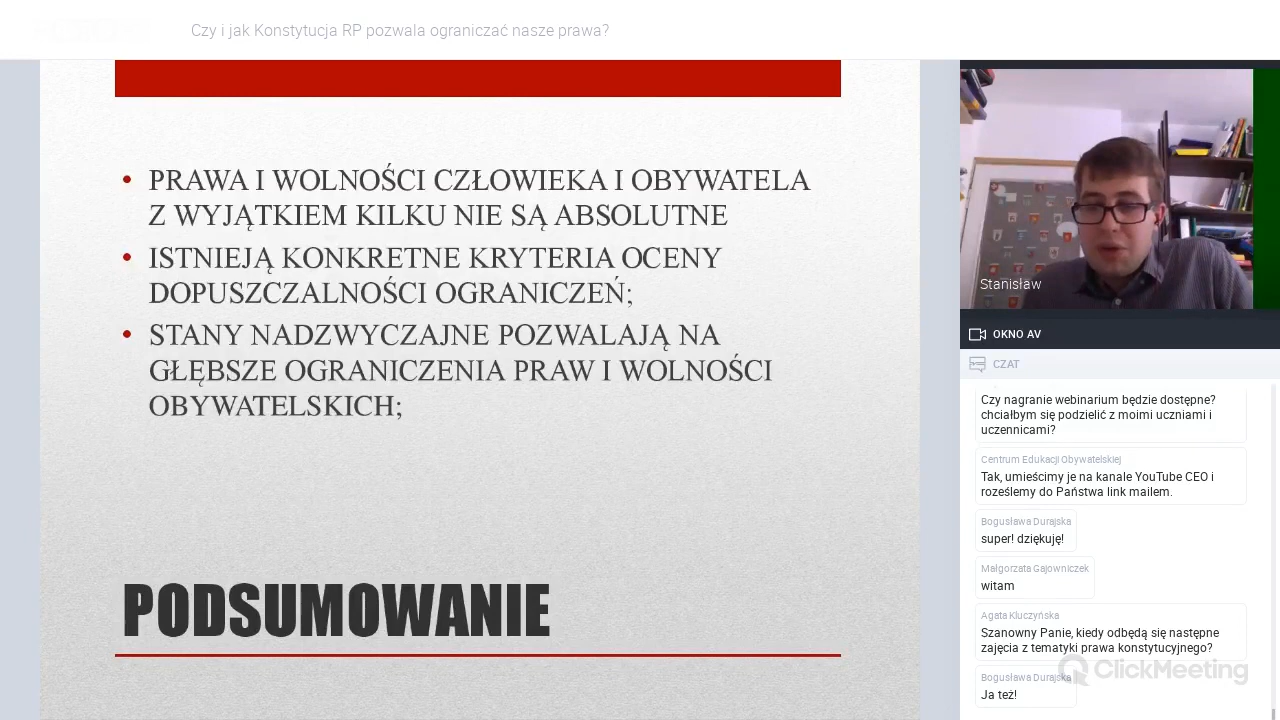 Czy i jak Konstytucja RP pozwala ograniczać nasze prawa?
• PRAWA I WOLNOŚCI CZŁOWIEKA I OBYWATELA
Z WYJĄTKIEM KILKU NIE SĄ ABSOLUTNE
• ISTNIEJĄ KONKRETNE KRYTERIA OCENY
DOPUSZCZALNOŚCI OGRANICZEŃ;
• STANY NADZWYCZAJNE POZWALAJĄ NA
GŁĘBSZE OGRANICZENIA PRAW I WOLNOŚCI
OBYWATELSKICH;
PODSUMOWANIE
Stanisław
OKNO AV
CZAT
Czy nagranie webinarium będzie dostępne?
chciałbym się podzielić z moimi uczniami i
uczennicami?
Centrum Edukacji Obywatelskiej
Tak, umieścimy je na kanale YouTube CEO i
roześlemy do Państwa link mailem.
Bogusława Durajska
super! dziękuję!
Małgorzata Gajowniczek
witam
Agata Kluczyńska
Szanowny Panie, kiedy odbędą się następne
zajęcia z tematyki prawa konstytucyjnego?
ClickMeeting
Bogusława Durajska
Ja też!